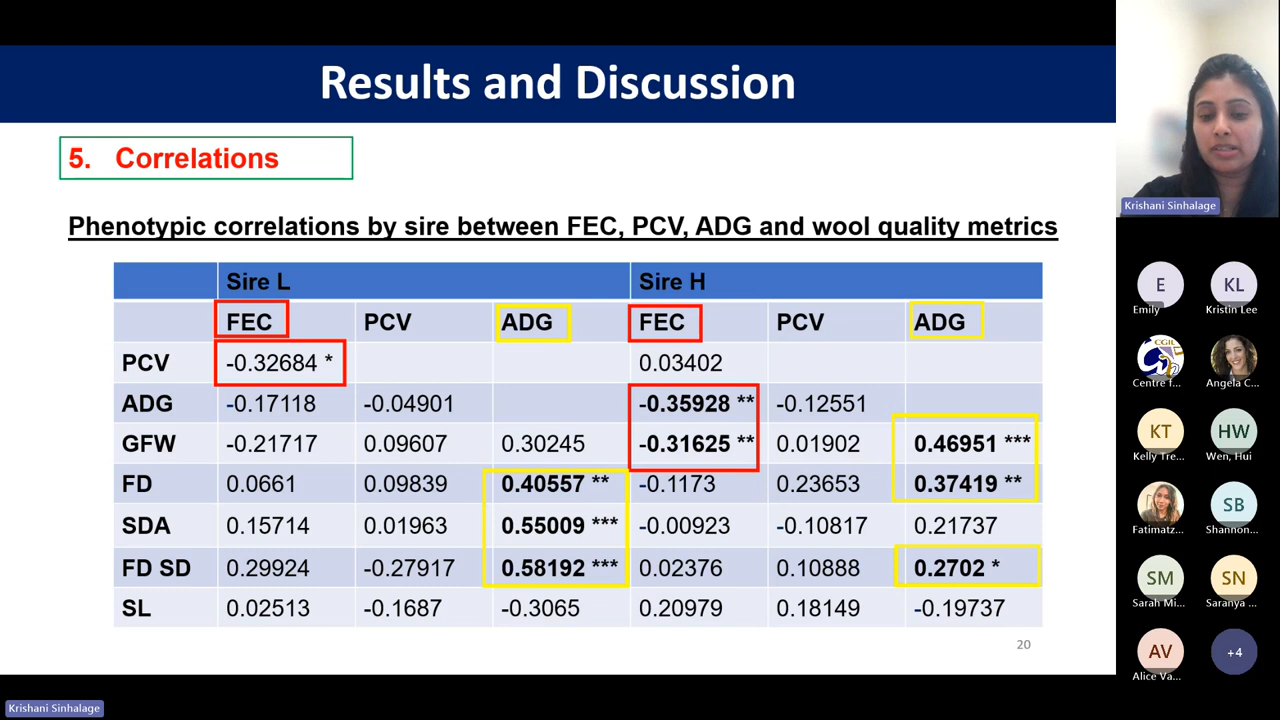 Results and Discussion
5. Correlations
Phenotypic correlations by sire between FEC, PCV, ADG and wool quality metrics
Sire L Sire H
FEC PCV ADG FEC PCV ADG
PCV -0.32684 * 0.03402
ADG -0.17118 -0.04901 -0.35928 ** -0.12551
GFW -0.21717 0.09607 0.30245 -0.31625 ** 0.01902 0.46951 ***
FD 0.0661 0.09839 0.40557 ** -0.1173 0.23653 0.37419 **
SDA 0.15714 0.01963 0.55009 *** -0.00923 -0.10817 0.21737
FD SD 0.29924 -0.27917 0.58192 *** 0.02376 0.10888 0.2702 *
SL 0.02513 -0.1687 -0.3065 0.20979 0.18149 -0.19737
20
Krishani Sinhalage
Krishani Sinhalage
E KL
Emily Kristin Lee
CGIL
Centre f... Angela C...
KT HW
Kelly Tre... Wen, Hui
SB
Fatimatz... Shannon...
SM SN
Sarah Mi... Saranya ...
AV +4
Alice Va...